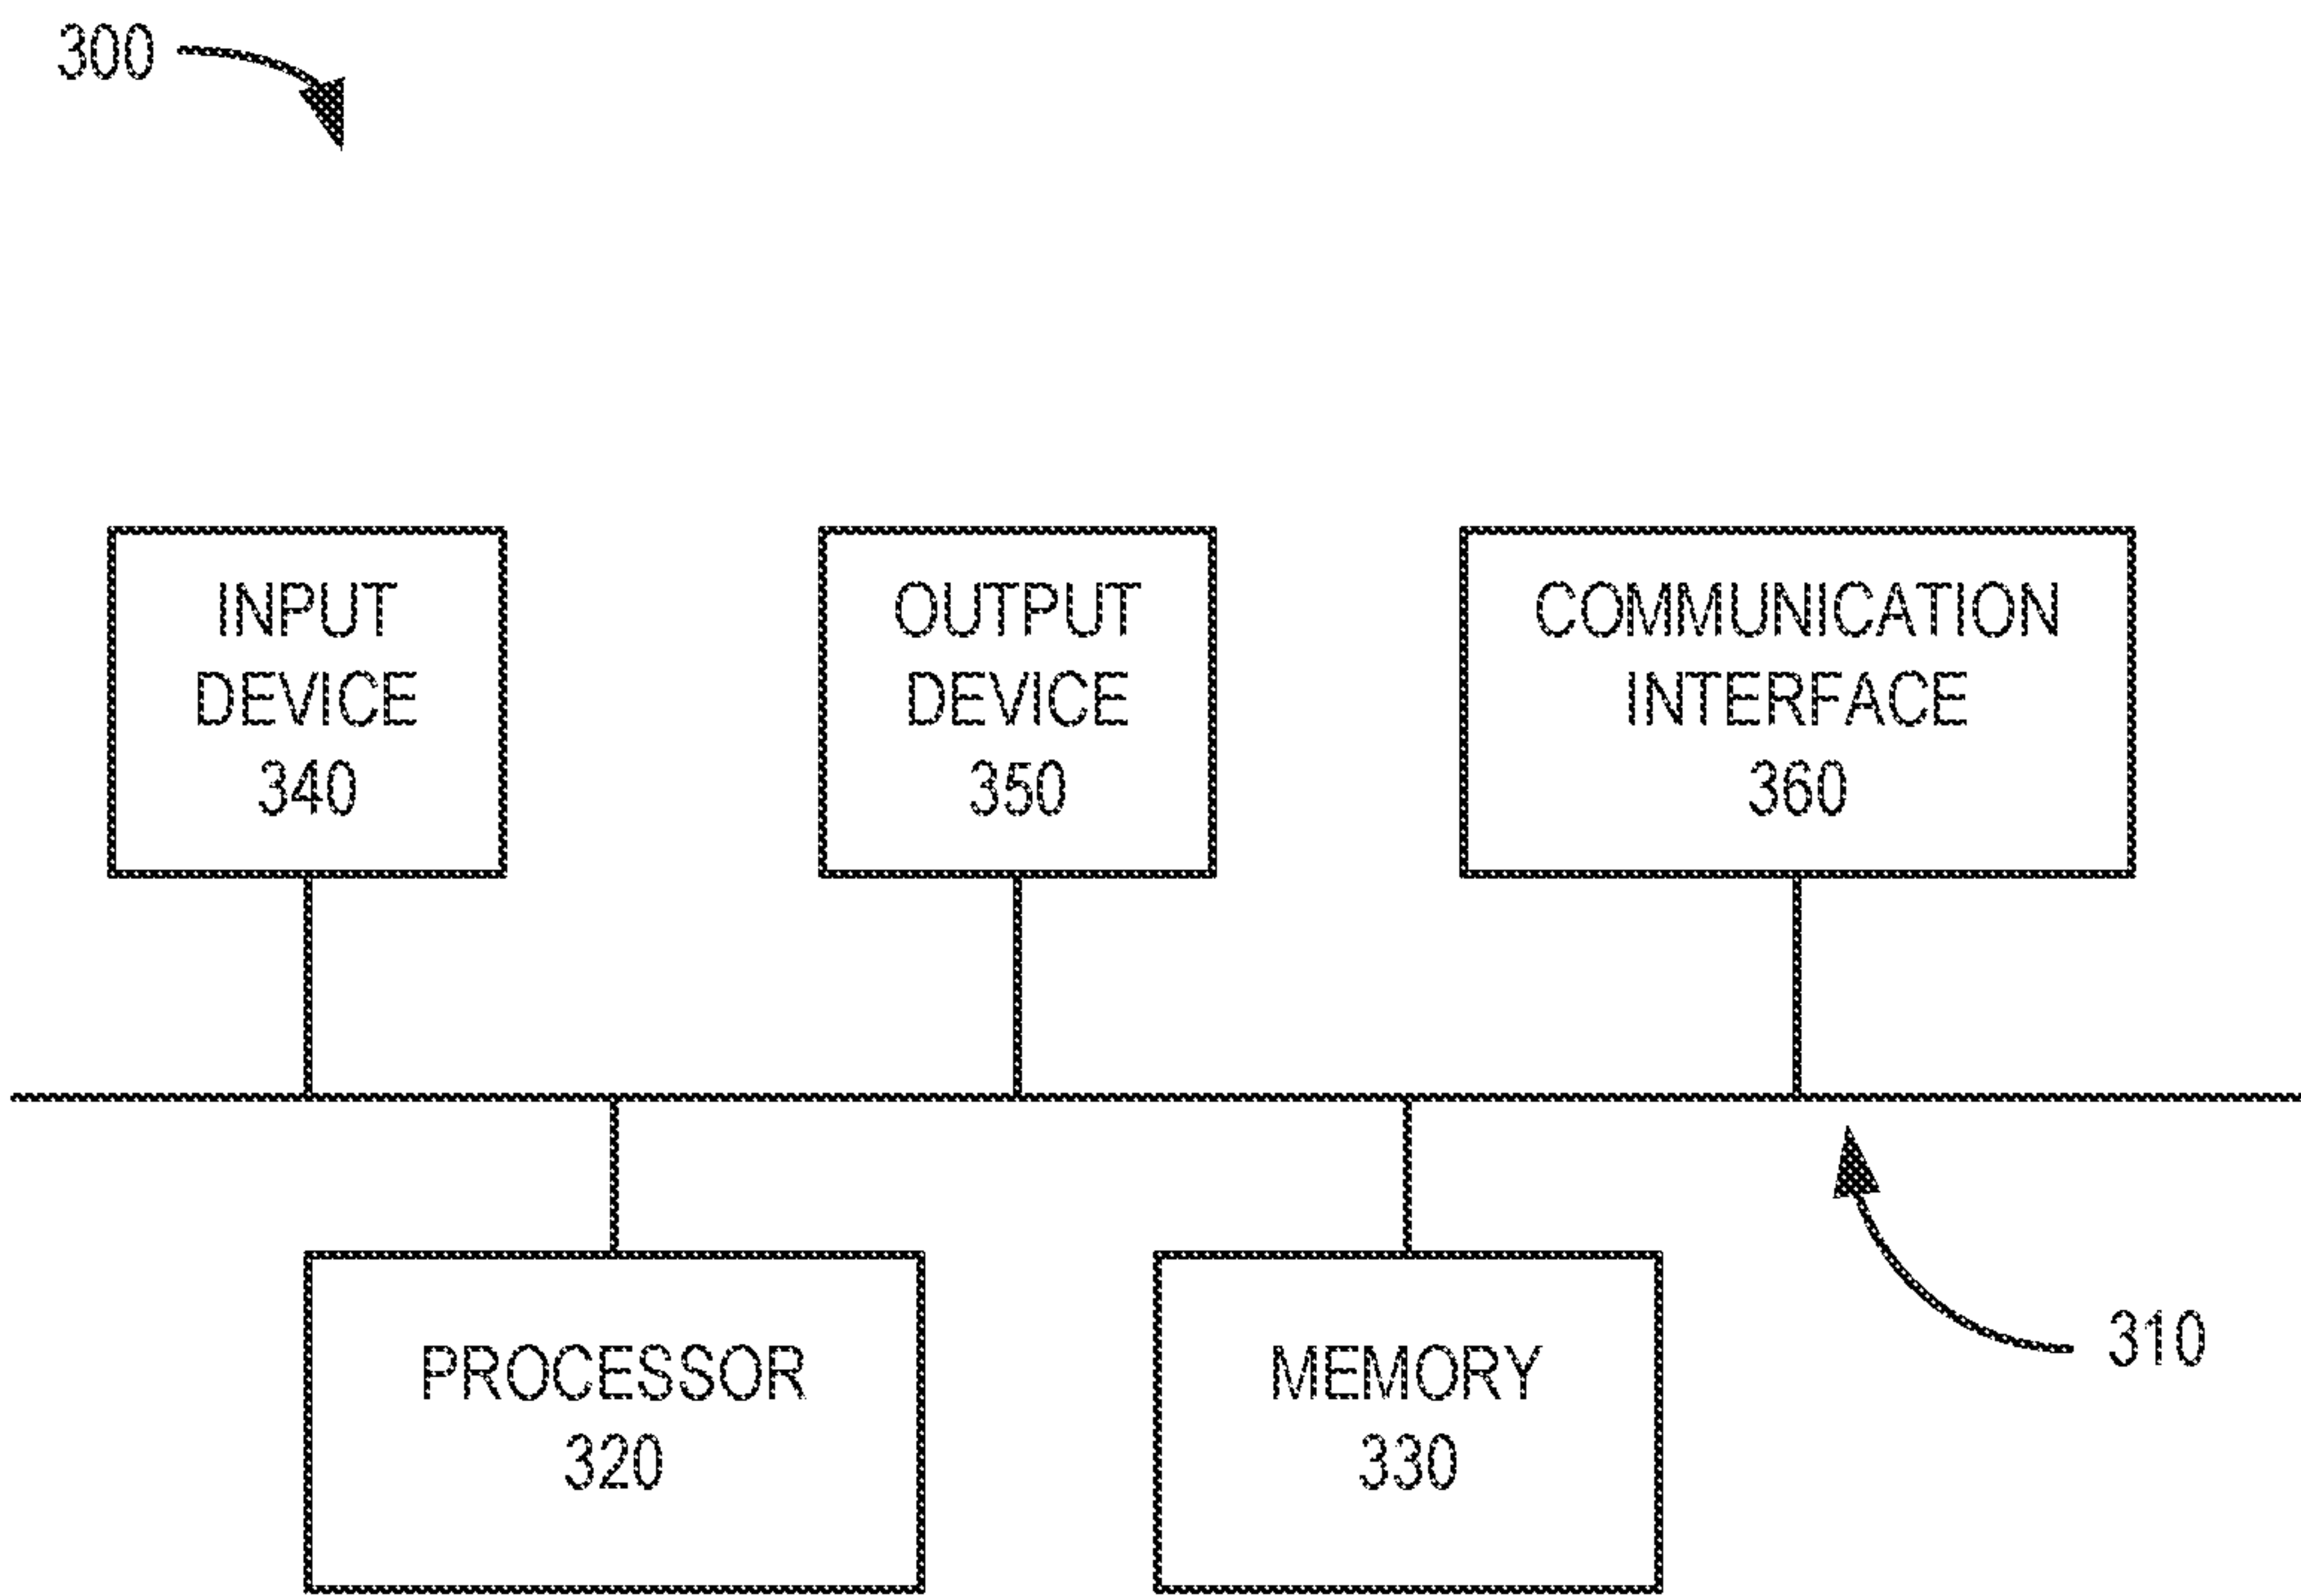 300
INPUT
DEVICE
340
OUTPUT
DEVICE
350
COMMUNICATION
INTERFACE
360
PROCESSOR
320
MEMORY
330
310